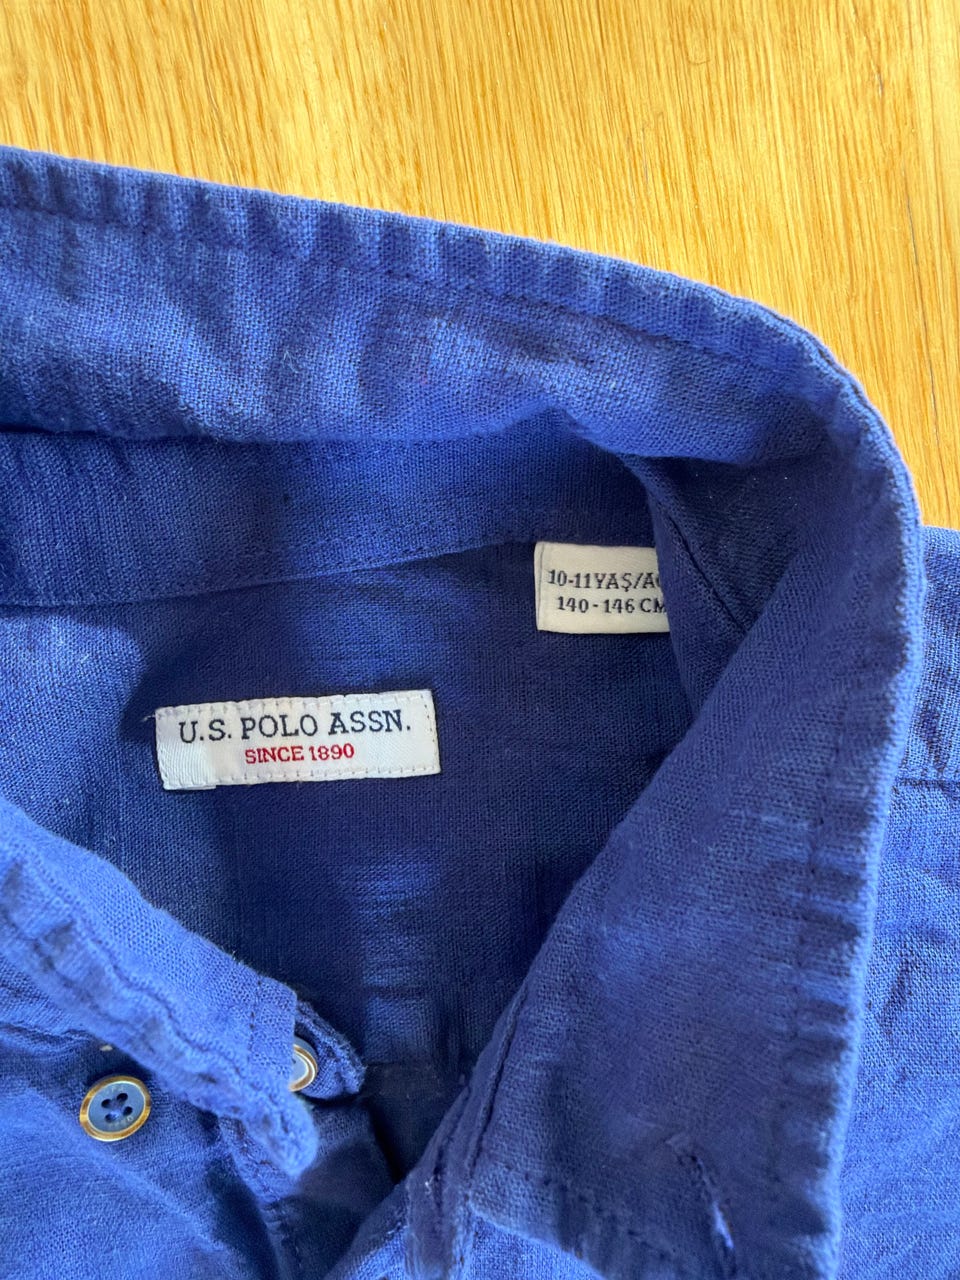 10-11YAŞ/
140-146 CM
U.S. POLO ASSN.
SINCE 1890